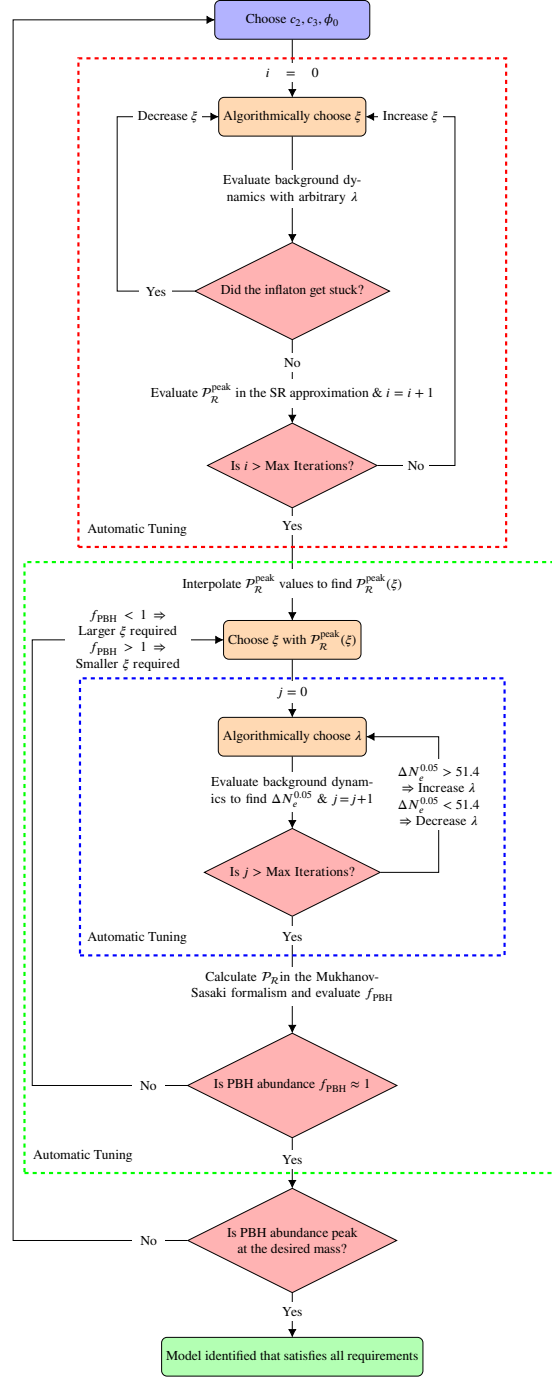 Choose c₂, c₃, ϕ₀
i = 0
Decrease ξ
Algorithmically choose ξ
Increase ξ
Evaluate background dy-
namics with arbitrary λ
Did the inflaton get stuck?
Yes
No
Evaluate 𝒫_ℛ^peak in the SR approximation & i = i + 1
Is i > Max Iterations?
No
Automatic Tuning
Yes
Interpolate 𝒫_ℛ^peak values to find 𝒫_ℛ^peak(ξ)
f_PBH < 1 ⇒
Larger ξ required
f_PBH > 1 ⇒
Smaller ξ required
Choose ξ with 𝒫_ℛ^peak(ξ)
j = 0
Algorithmically choose λ
Evaluate background dynam-
ics to find ΔN_e^0.05 & j=j+1
ΔN_e^0.05 > 51.4
⇒ Increase λ
ΔN_e^0.05 < 51.4
⇒ Decrease λ
Is j > Max Iterations?
Automatic Tuning
Yes
Calculate 𝒫_ℛ in the Mukhanov-
Sasaki formalism and evaluate f_PBH
Is PBH abundance f_PBH ≈ 1
No
Automatic Tuning
Yes
Is PBH abundance peak
at the desired mass?
No
Yes
Model identified that satisfies all requirements